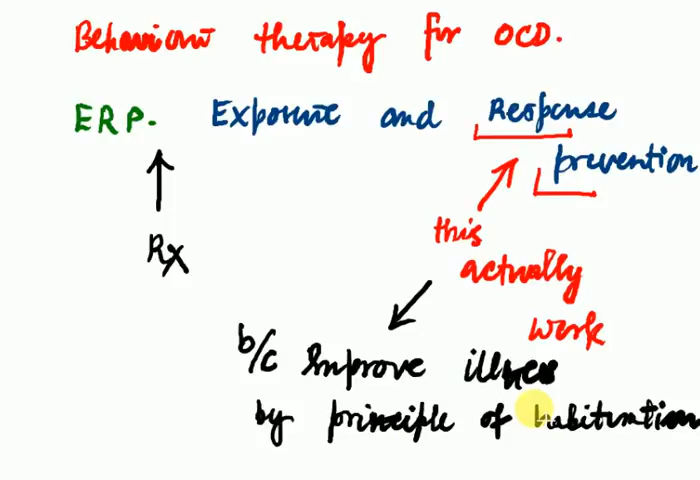 Behaviour therapy for OCD.
ERP. Exposure and Response
prevention
this
Rx
actually
work
b/c Improve illness
by principle of habituation